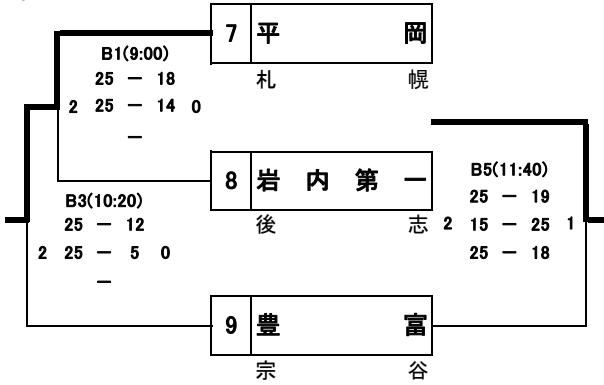 7 平岡
札幌
B1(9:00)
25 － 18
2 25 － 14 0
－
8 岩内第一
後志
B3(10:20)
25 － 12
2 25 － 5 0
－
B5(11:40)
25 － 19
2 15 － 25 1
25 － 18
9 豊富
宗谷